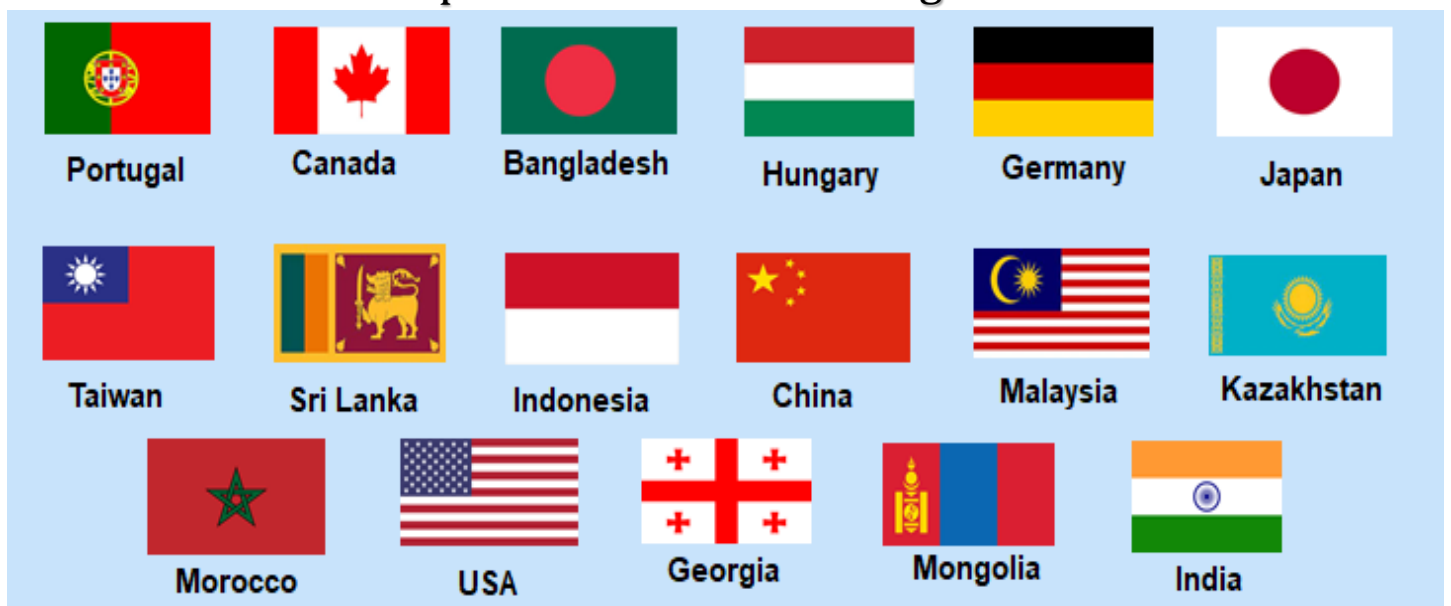 Portugal Canada Bangladesh Hungary Germany Japan
Taiwan Sri Lanka Indonesia China Malaysia Kazakhstan
Morocco USA Georgia Mongolia India